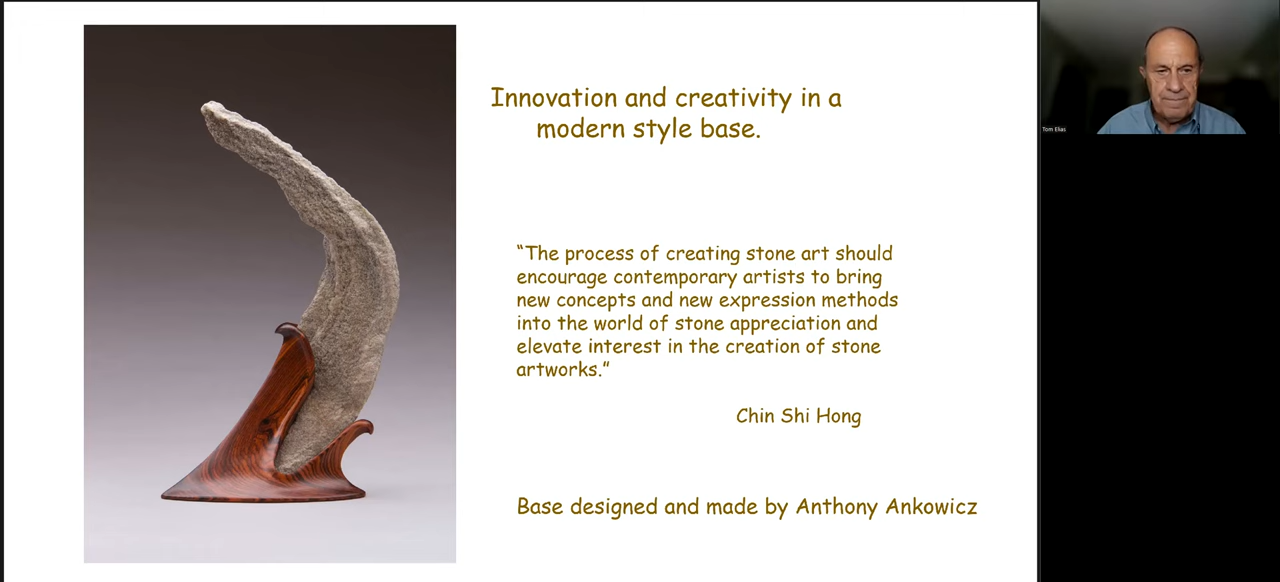 Innovation and creativity in a
modern style base.
“The process of creating stone art should
encourage contemporary artists to bring
new concepts and new expression methods
into the world of stone appreciation and
elevate interest in the creation of stone
artworks.”
Chin Shi Hong
Base designed and made by Anthony Ankowicz
Tom Elias